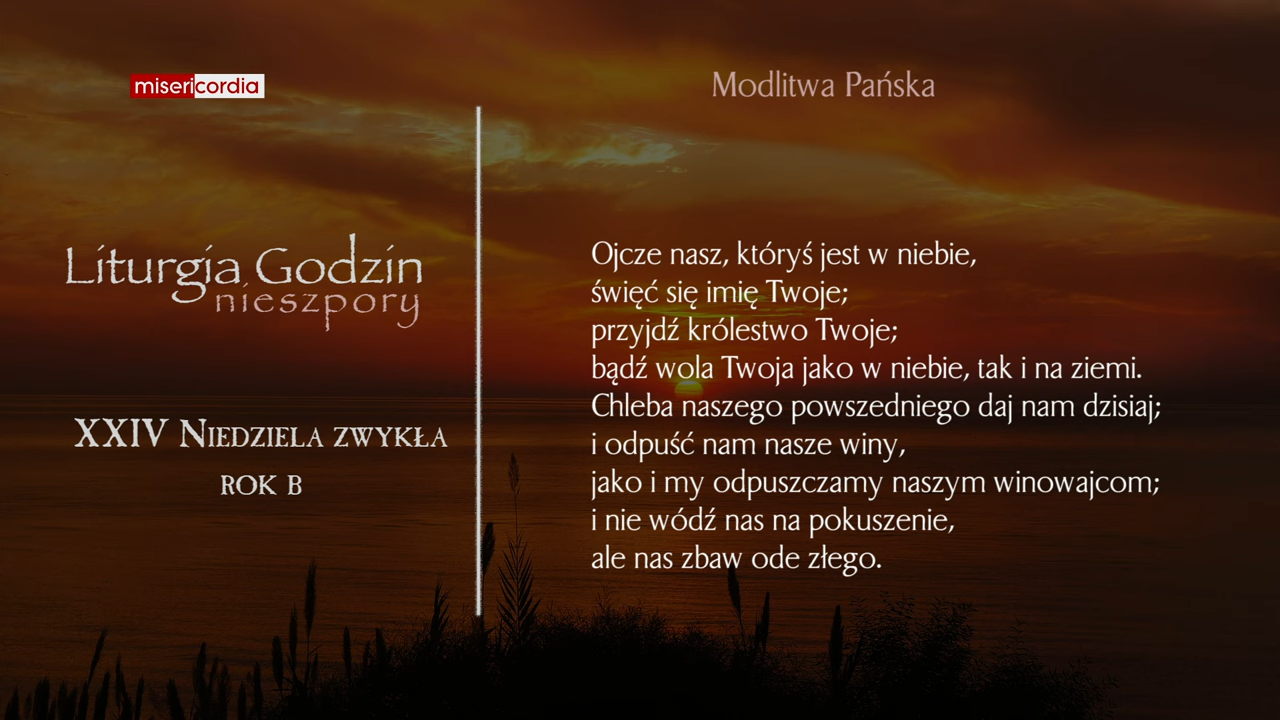 misericordia
Liturgia Godzin
nieszpory
XXIV Niedziela zwykła
rok B
Modlitwa Pańska
Ojcze nasz, któryś jest w niebie,
święć się imię Twoje;
przyjdź królestwo Twoje;
bądź wola Twoja jako w niebie, tak i na ziemi.
Chleba naszego powszedniego daj nam dzisiaj;
i odpuść nam nasze winy,
jako i my odpuszczamy naszym winowajcom;
i nie wódź nas na pokuszenie,
ale nas zbaw ode złego.